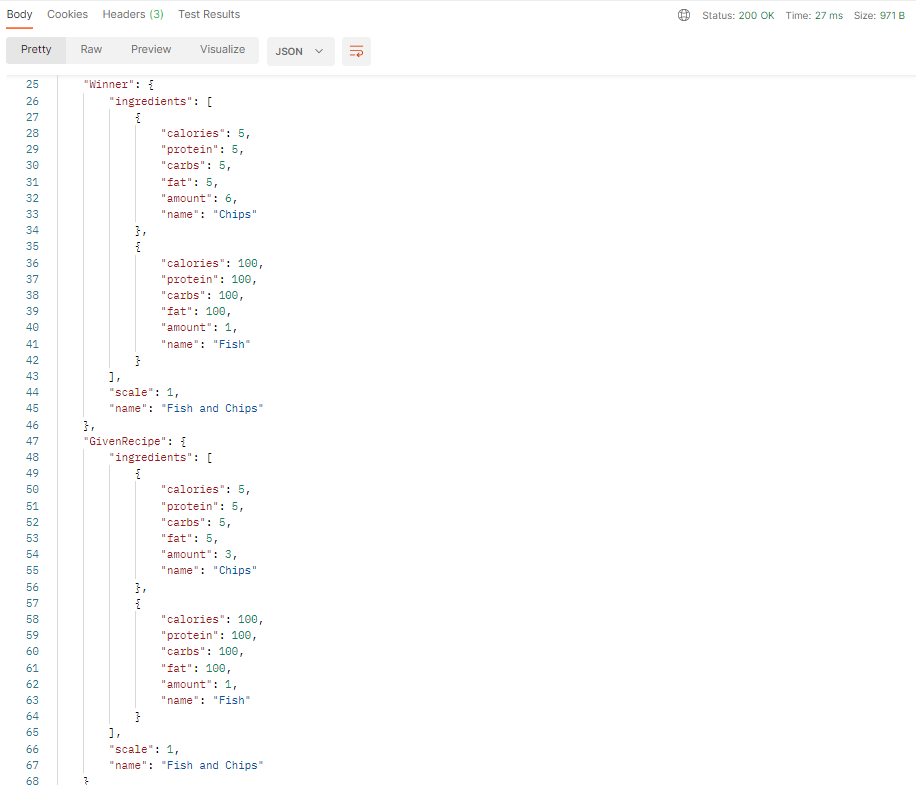 Body Cookies Headers (3) Test Results Status: 200 OK Time: 27 ms Size: 971 B
Pretty Raw Preview Visualize JSON
25 "Winner": {
26 "ingredients": [
27 {
28 "calories": 5,
29 "protein": 5,
30 "carbs": 5,
31 "fat": 5,
32 "amount": 6,
33 "name": "Chips"
34 },
35 {
36 "calories": 100,
37 "protein": 100,
38 "carbs": 100,
39 "fat": 100,
40 "amount": 1,
41 "name": "Fish"
42 }
43 ],
44 "scale": 1,
45 "name": "Fish and Chips"
46 },
47 "GivenRecipe": {
48 "ingredients": [
49 {
50 "calories": 5,
51 "protein": 5,
52 "carbs": 5,
53 "fat": 5,
54 "amount": 3,
55 "name": "Chips"
56 },
57 {
58 "calories": 100,
59 "protein": 100,
60 "carbs": 100,
61 "fat": 100,
62 "amount": 1,
63 "name": "Fish"
64 }
65 ],
66 "scale": 1,
67 "name": "Fish and Chips"
68 }